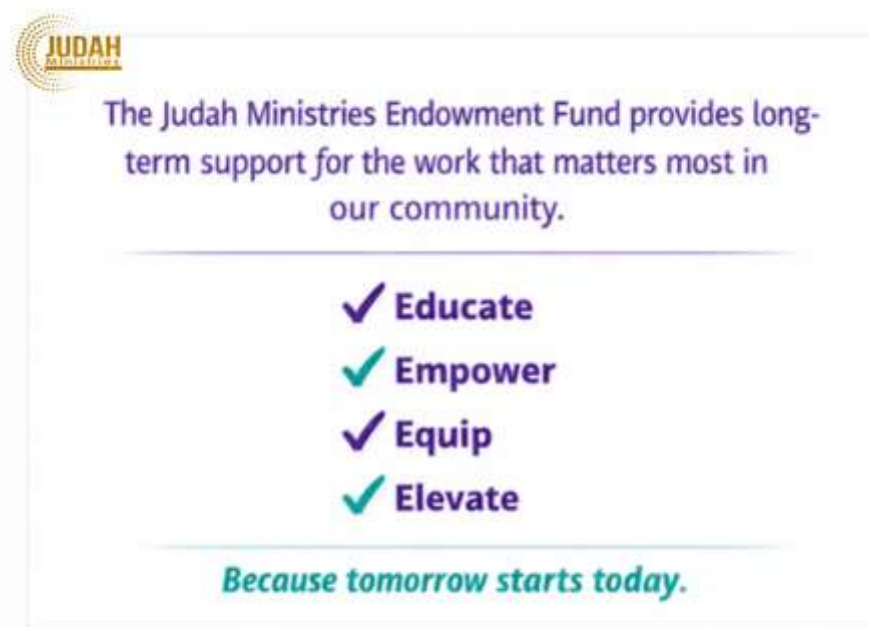 JUDAH
Ministries
The Judah Ministries Endowment Fund provides long-
term support for the work that matters most in
our community.
Educate
Empower
Equip
Elevate
Because tomorrow starts today.